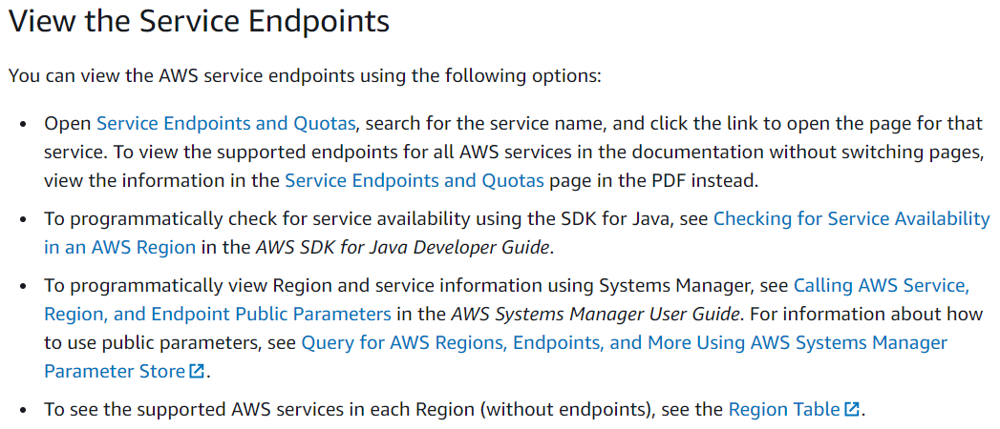 View the Service Endpoints
You can view the AWS service endpoints using the following options:
• Open Service Endpoints and Quotas, search for the service name, and click the link to open the page for that
service. To view the supported endpoints for all AWS services in the documentation without switching pages,
view the information in the Service Endpoints and Quotas page in the PDF instead.
• To programmatically check for service availability using the SDK for Java, see Checking for Service Availability
in an AWS Region in the AWS SDK for Java Developer Guide.
• To programmatically view Region and service information using Systems Manager, see Calling AWS Service,
Region, and Endpoint Public Parameters in the AWS Systems Manager User Guide. For information about how
to use public parameters, see Query for AWS Regions, Endpoints, and More Using AWS Systems Manager
Parameter Store.
• To see the supported AWS services in each Region (without endpoints), see the Region Table.